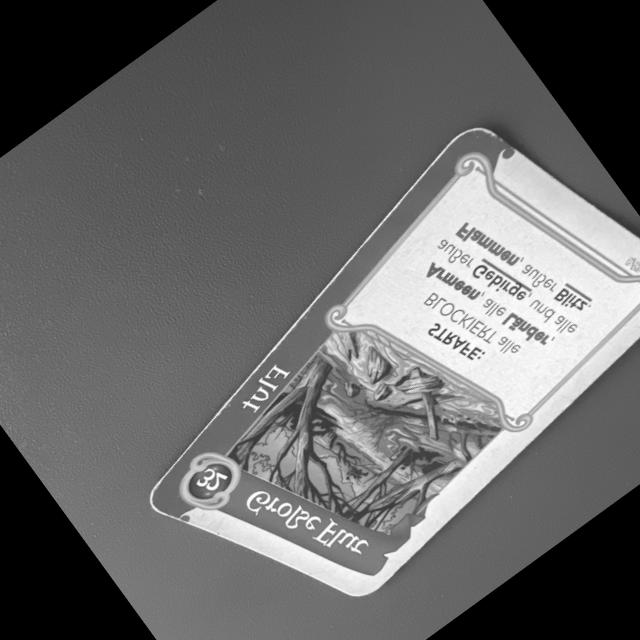 32
Große Flut
Flut
STRAFE:
BLOCKIERT alle
Armeen, alle Länder,
außer Gebirge und alle
Flammen, außer Blitz.